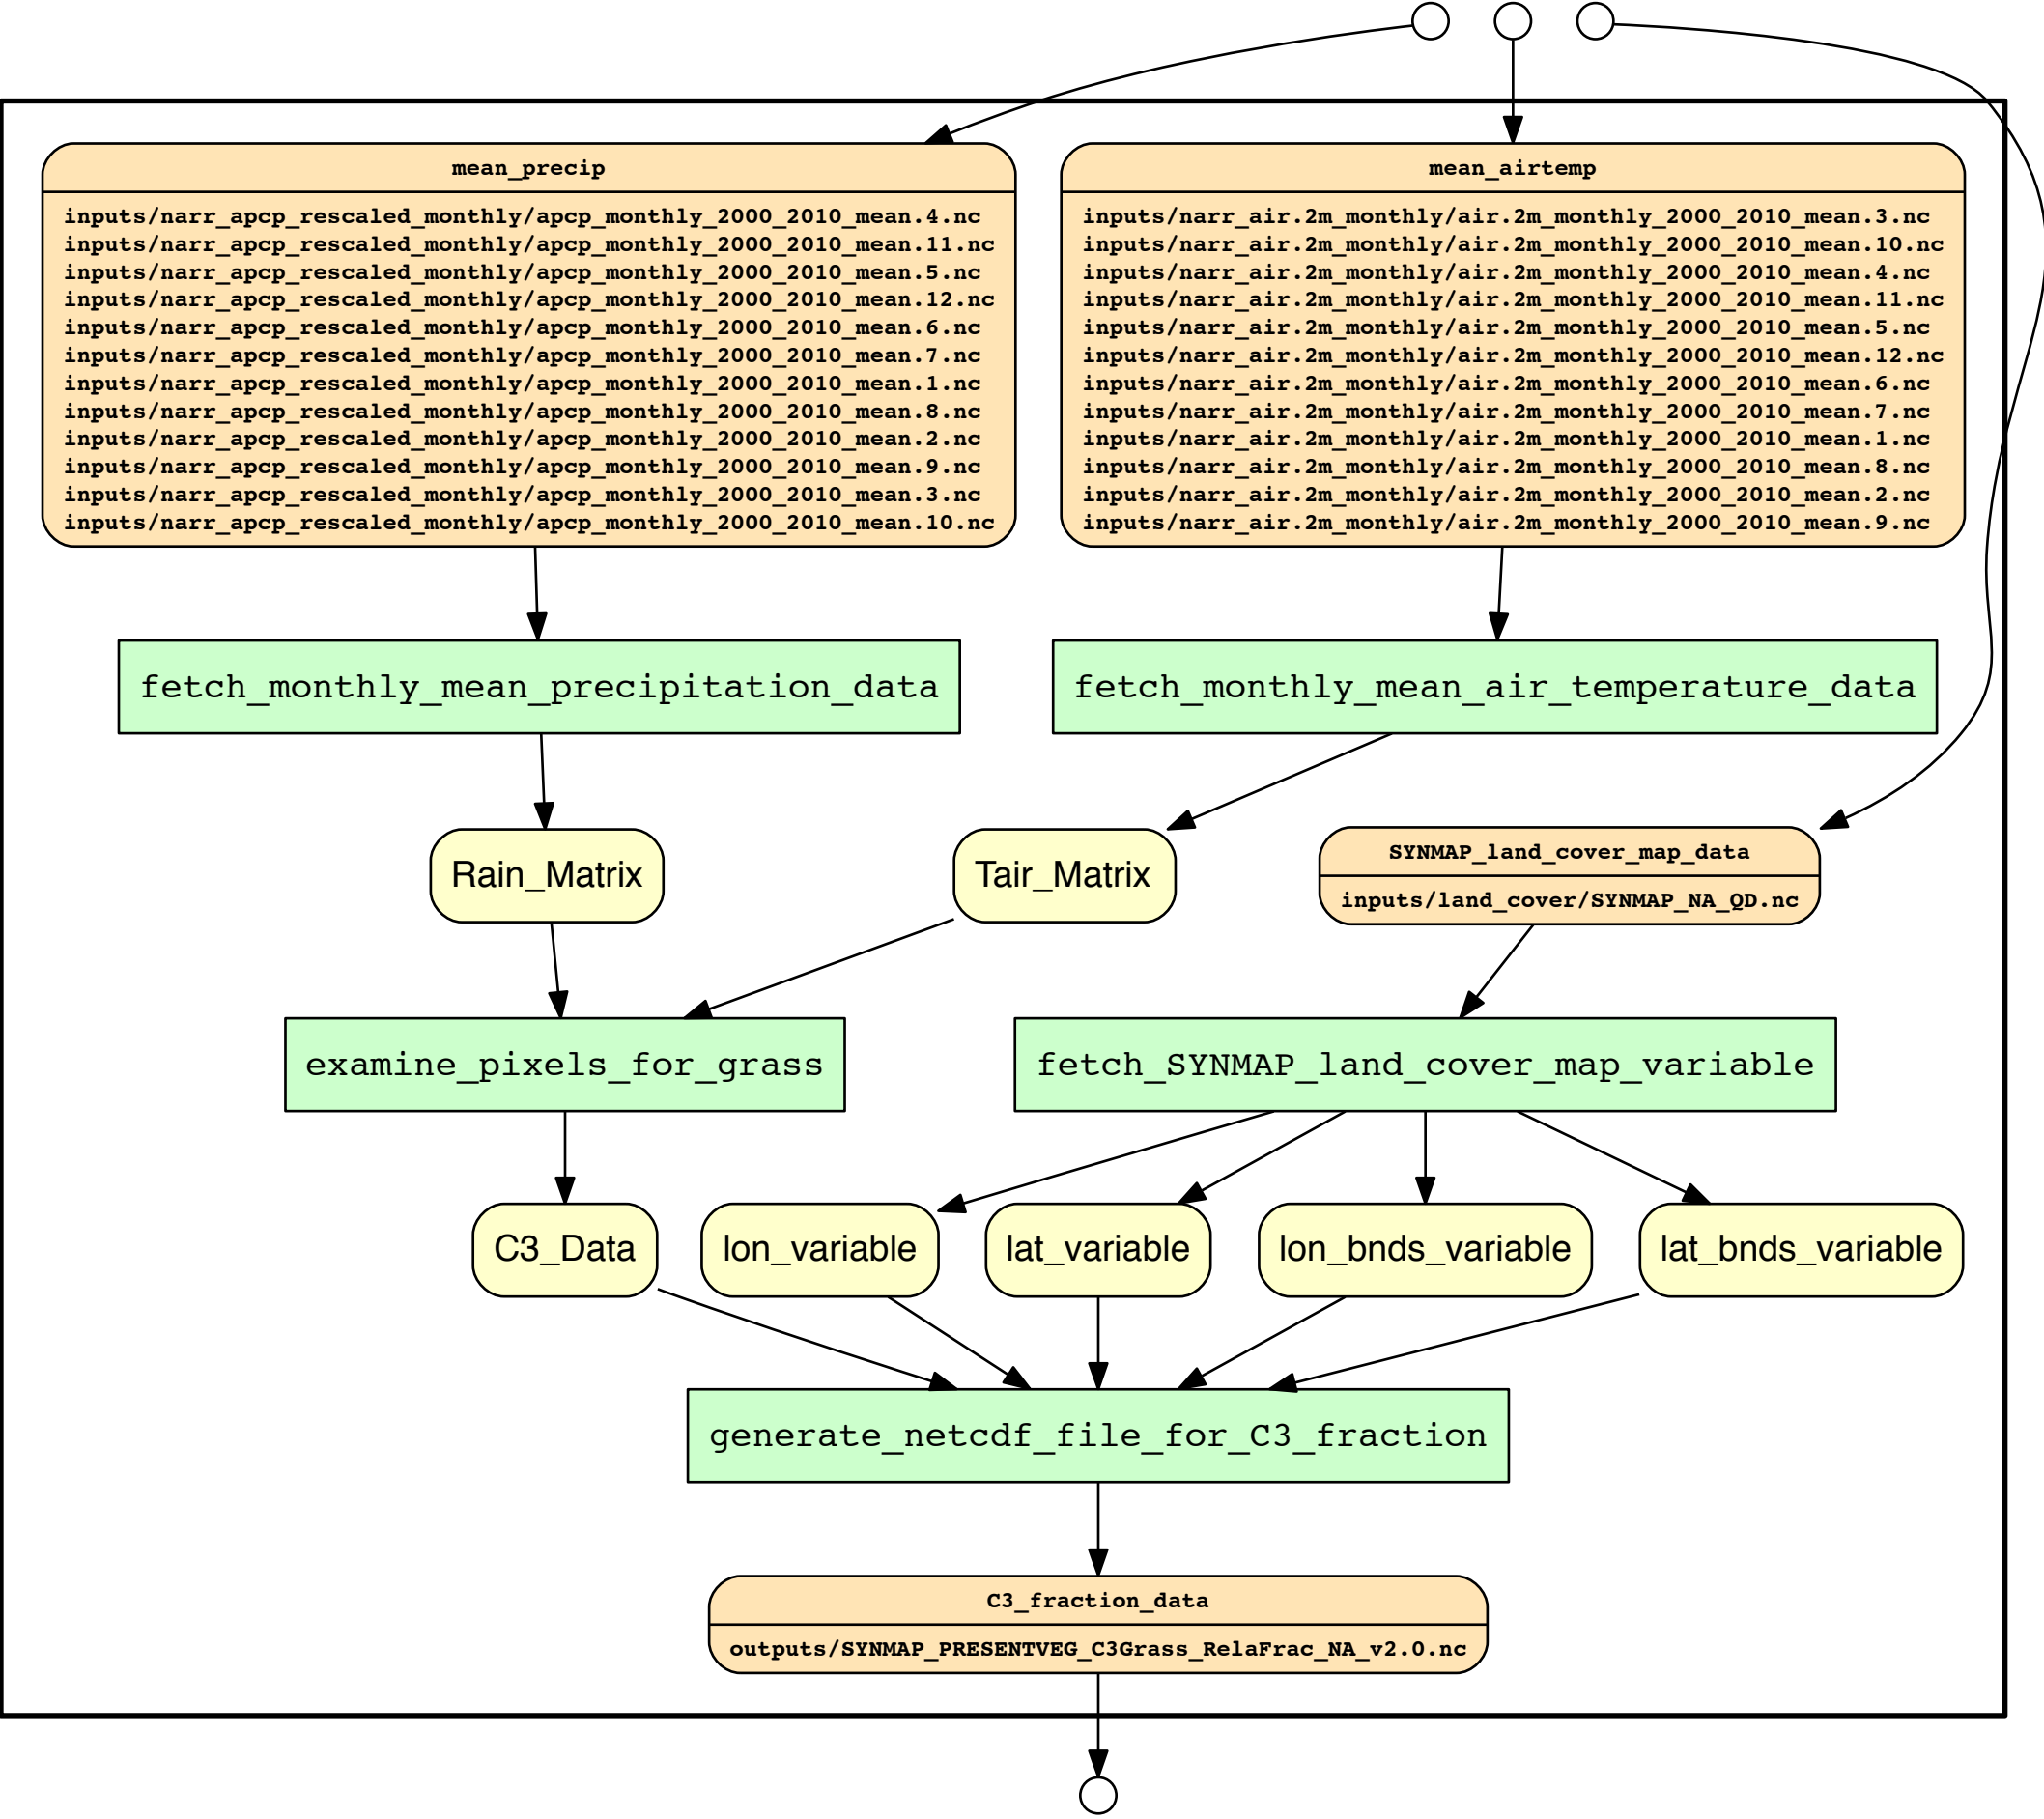 mean_precip
inputs/narr_apcp_rescaled_monthly/apcp_monthly_2000_2010_mean.4.nc
inputs/narr_apcp_rescaled_monthly/apcp_monthly_2000_2010_mean.11.nc
inputs/narr_apcp_rescaled_monthly/apcp_monthly_2000_2010_mean.5.nc
inputs/narr_apcp_rescaled_monthly/apcp_monthly_2000_2010_mean.12.nc
inputs/narr_apcp_rescaled_monthly/apcp_monthly_2000_2010_mean.6.nc
inputs/narr_apcp_rescaled_monthly/apcp_monthly_2000_2010_mean.7.nc
inputs/narr_apcp_rescaled_monthly/apcp_monthly_2000_2010_mean.1.nc
inputs/narr_apcp_rescaled_monthly/apcp_monthly_2000_2010_mean.8.nc
inputs/narr_apcp_rescaled_monthly/apcp_monthly_2000_2010_mean.2.nc
inputs/narr_apcp_rescaled_monthly/apcp_monthly_2000_2010_mean.9.nc
inputs/narr_apcp_rescaled_monthly/apcp_monthly_2000_2010_mean.3.nc
inputs/narr_apcp_rescaled_monthly/apcp_monthly_2000_2010_mean.10.nc
mean_airtemp
inputs/narr_air.2m_monthly/air.2m_monthly_2000_2010_mean.3.nc
inputs/narr_air.2m_monthly/air.2m_monthly_2000_2010_mean.10.nc
inputs/narr_air.2m_monthly/air.2m_monthly_2000_2010_mean.4.nc
inputs/narr_air.2m_monthly/air.2m_monthly_2000_2010_mean.11.nc
inputs/narr_air.2m_monthly/air.2m_monthly_2000_2010_mean.5.nc
inputs/narr_air.2m_monthly/air.2m_monthly_2000_2010_mean.12.nc
inputs/narr_air.2m_monthly/air.2m_monthly_2000_2010_mean.6.nc
inputs/narr_air.2m_monthly/air.2m_monthly_2000_2010_mean.7.nc
inputs/narr_air.2m_monthly/air.2m_monthly_2000_2010_mean.1.nc
inputs/narr_air.2m_monthly/air.2m_monthly_2000_2010_mean.8.nc
inputs/narr_air.2m_monthly/air.2m_monthly_2000_2010_mean.2.nc
inputs/narr_air.2m_monthly/air.2m_monthly_2000_2010_mean.9.nc
fetch_monthly_mean_precipitation_data
fetch_monthly_mean_air_temperature_data
Rain_Matrix
Tair_Matrix
SYNMAP_land_cover_map_data
inputs/land_cover/SYNMAP_NA_QD.nc
examine_pixels_for_grass
fetch_SYNMAP_land_cover_map_variable
C3_Data
lon_variable
lat_variable
lon_bnds_variable
lat_bnds_variable
generate_netcdf_file_for_C3_fraction
C3_fraction_data
outputs/SYNMAP_PRESENTVEG_C3Grass_RelaFrac_NA_v2.0.nc